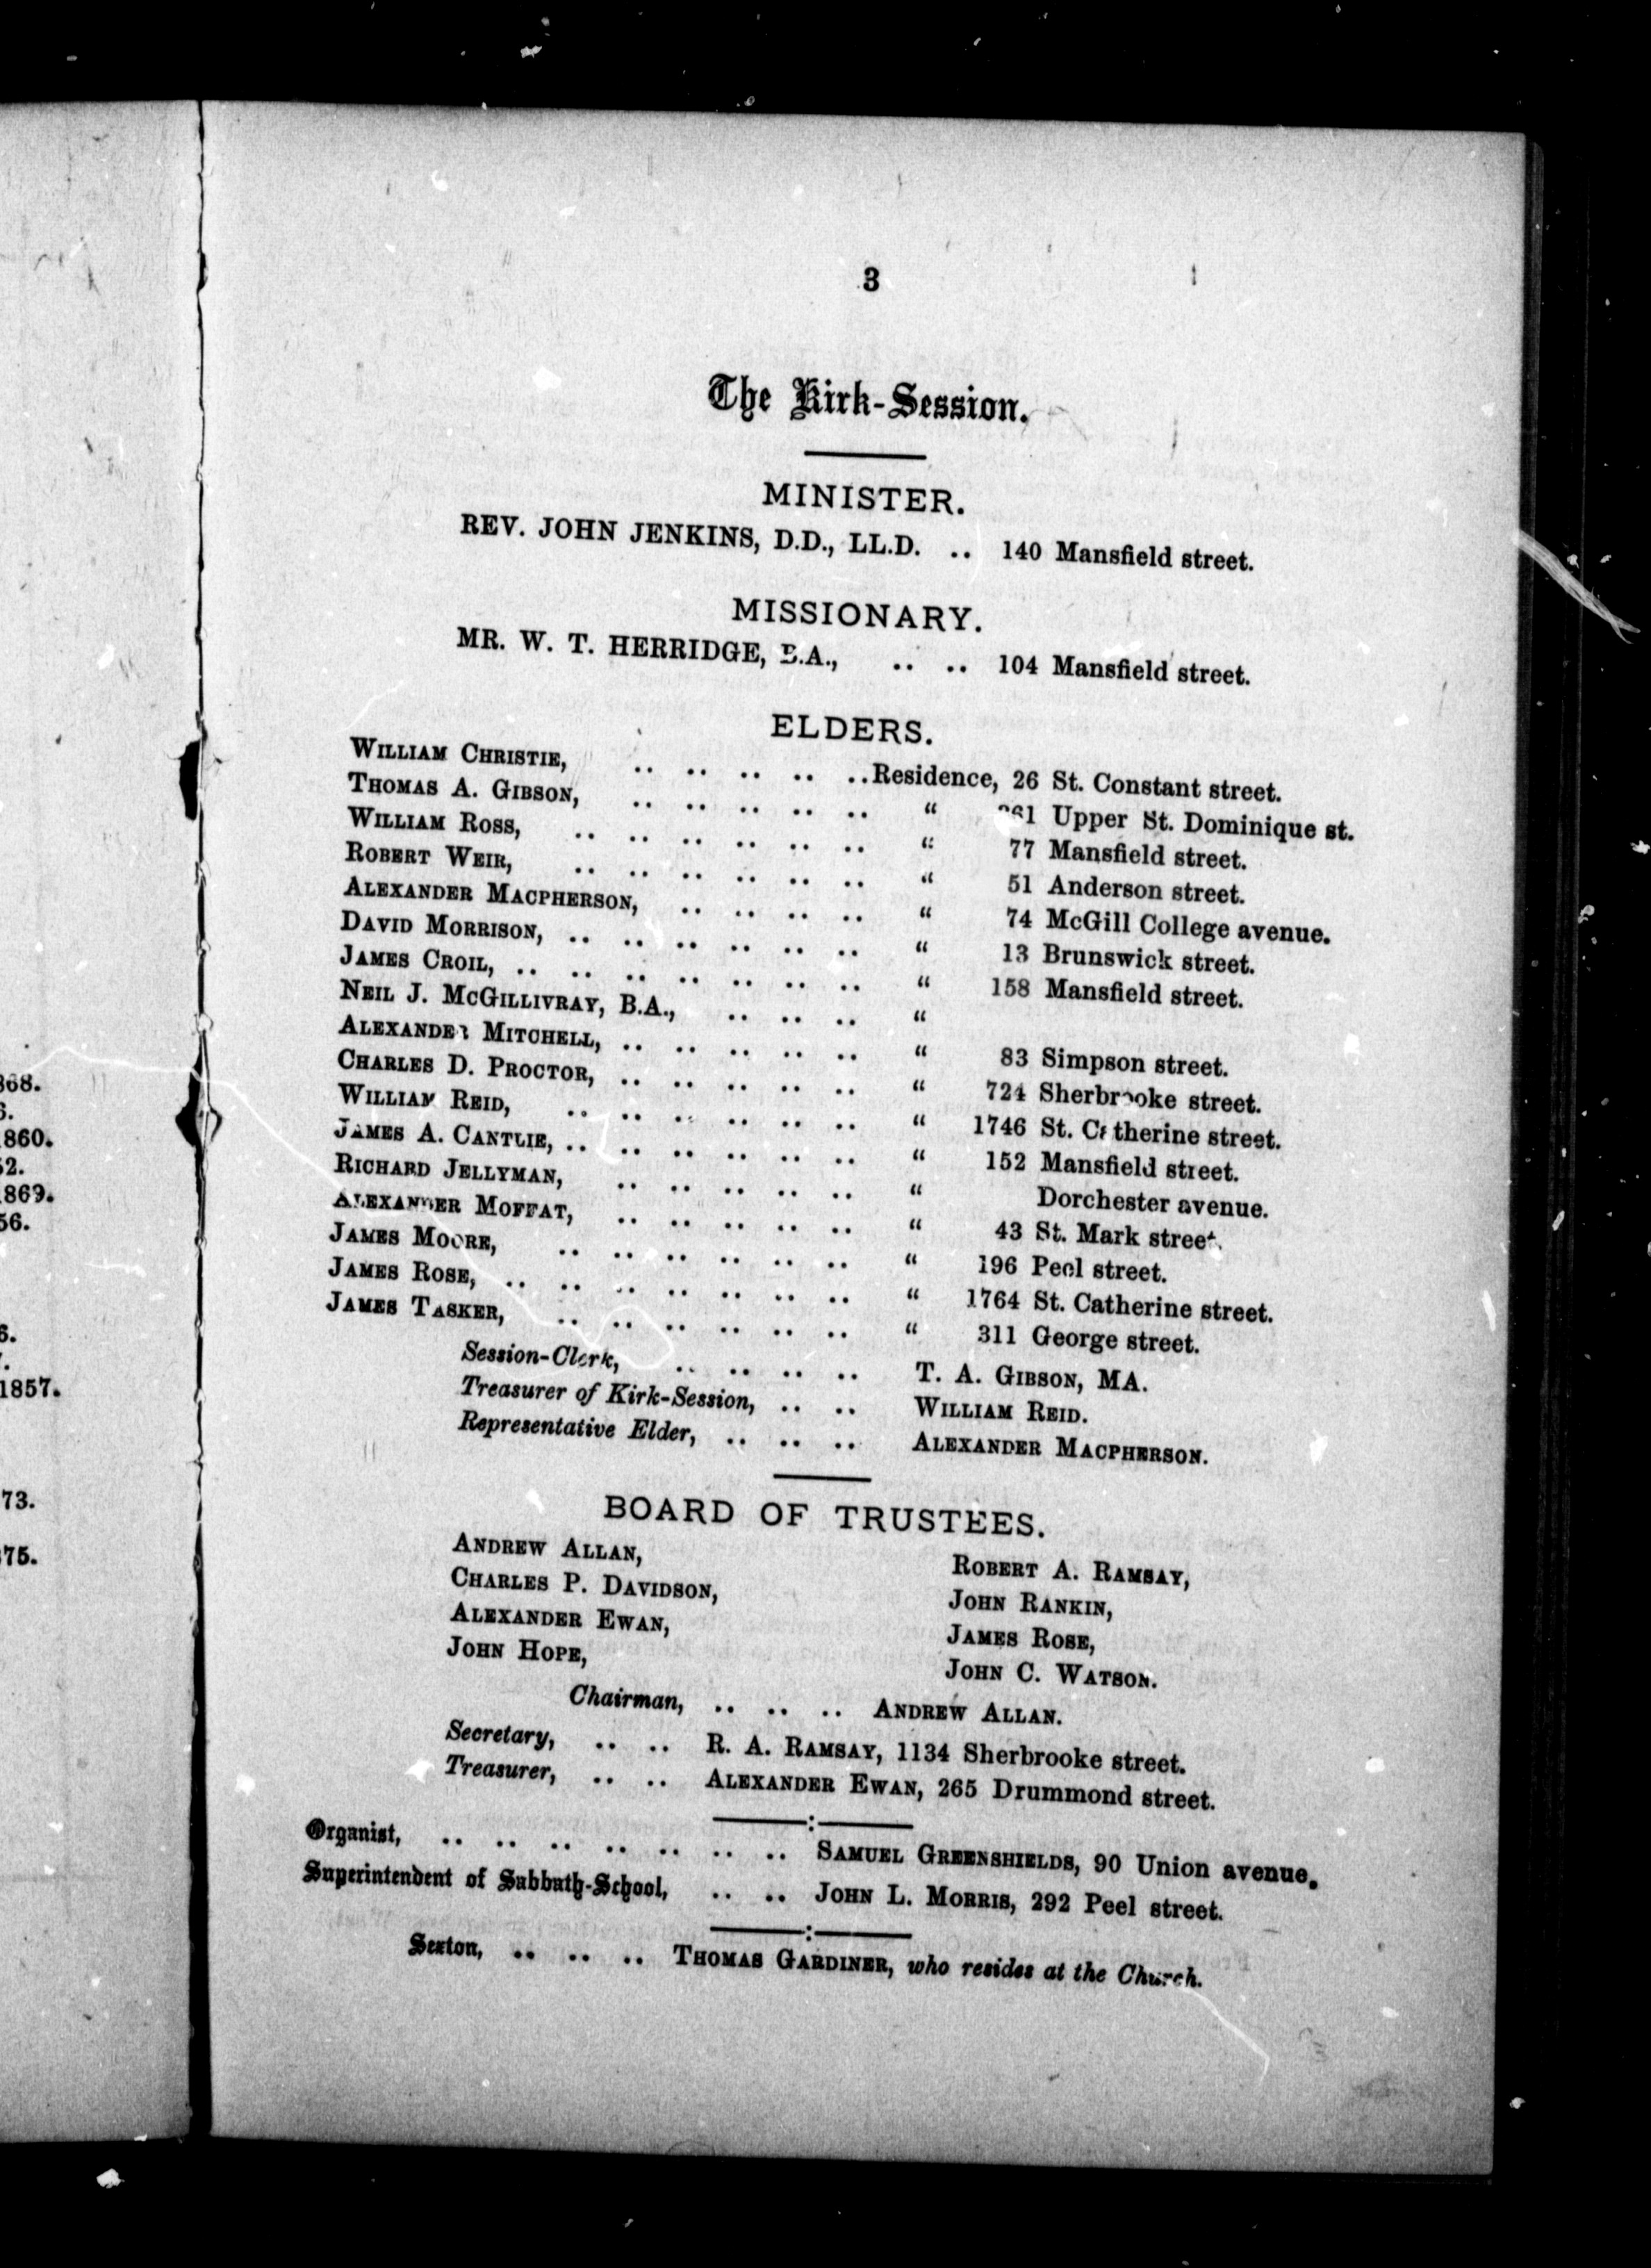 3
The Kirk-Session.
MINISTER.
REV. JOHN JENKINS, D.D., LL.D. .. 140 Mansfield street.
MISSIONARY.
MR. W. T. HERRIDGE, B.A., .. .. 104 Mansfield street.
ELDERS.
WILLIAM CHRISTIE, .. .. .. .. .. Residence, 26 St. Constant street.
THOMAS A. GIBSON, .. .. .. .. .. " Upper St. Dominique st.
WILLIAM ROSS, .. .. .. .. .. .. " 77 Mansfield street.
ROBERT WEIR, .. .. .. .. .. .. " 51 Anderson street.
ALEXANDER MACPHERSON, .. .. .. .. " 74 McGill College avenue.
DAVID MORRISON, .. .. .. .. .. .. " 13 Brunswick street.
JAMES CROIL, .. .. .. .. .. .. .. " 158 Mansfield street.
NEIL J. MCGILLIVRAY, B.A., .. .. .. "
ALEXANDER MITCHELL, .. .. .. .. .. " 83 Simpson street.
CHARLES D. PROCTOR, .. .. .. .. .. " 724 Sherbrooke street.
WILLIAM REID, .. .. .. .. .. .. " 1746 St. Catherine street.
JAMES A. CANTLIE, .. .. .. .. .. .. " 152 Mansfield street.
RICHARD JELLYMAN, .. .. .. .. .. " Dorchester avenue.
ALEXANDER MOFFAT, .. .. .. .. .. " 43 St. Mark street.
JAMES MOORE, .. .. .. .. .. .. " 196 Peel street.
JAMES ROSE, .. .. .. .. .. .. .. " 1764 St. Catherine street.
JAMES TASKER, .. .. .. .. .. .. " 311 George street.
Session-Clerk, .. .. .. .. T. A. GIBSON, MA.
Treasurer of Kirk-Session, .. .. WILLIAM REID.
Representative Elder, .. .. .. ALEXANDER MACPHERSON.
BOARD OF TRUSTEES.
ANDREW ALLAN, ROBERT A. RAMSAY,
CHARLES P. DAVIDSON, JOHN RANKIN,
ALEXANDER EWAN, JAMES ROSE,
JOHN HOPE, JOHN C. WATSON.
Chairman, .. .. .. ANDREW ALLAN.
Secretary, .. .. R. A. RAMSAY, 1134 Sherbrooke street.
Treasurer, .. .. ALEXANDER EWAN, 265 Drummond street.
Organist, .. .. .. .. .. .. .. SAMUEL GREENSHIELDS, 90 Union avenue.
Superintendent of Sabbath-School, .. .. JOHN L. MORRIS, 292 Peel street.
Sexton, .. .. .. THOMAS GARDINER, who resides at the Church.
860.
869.
56.
1857.
73.
75.